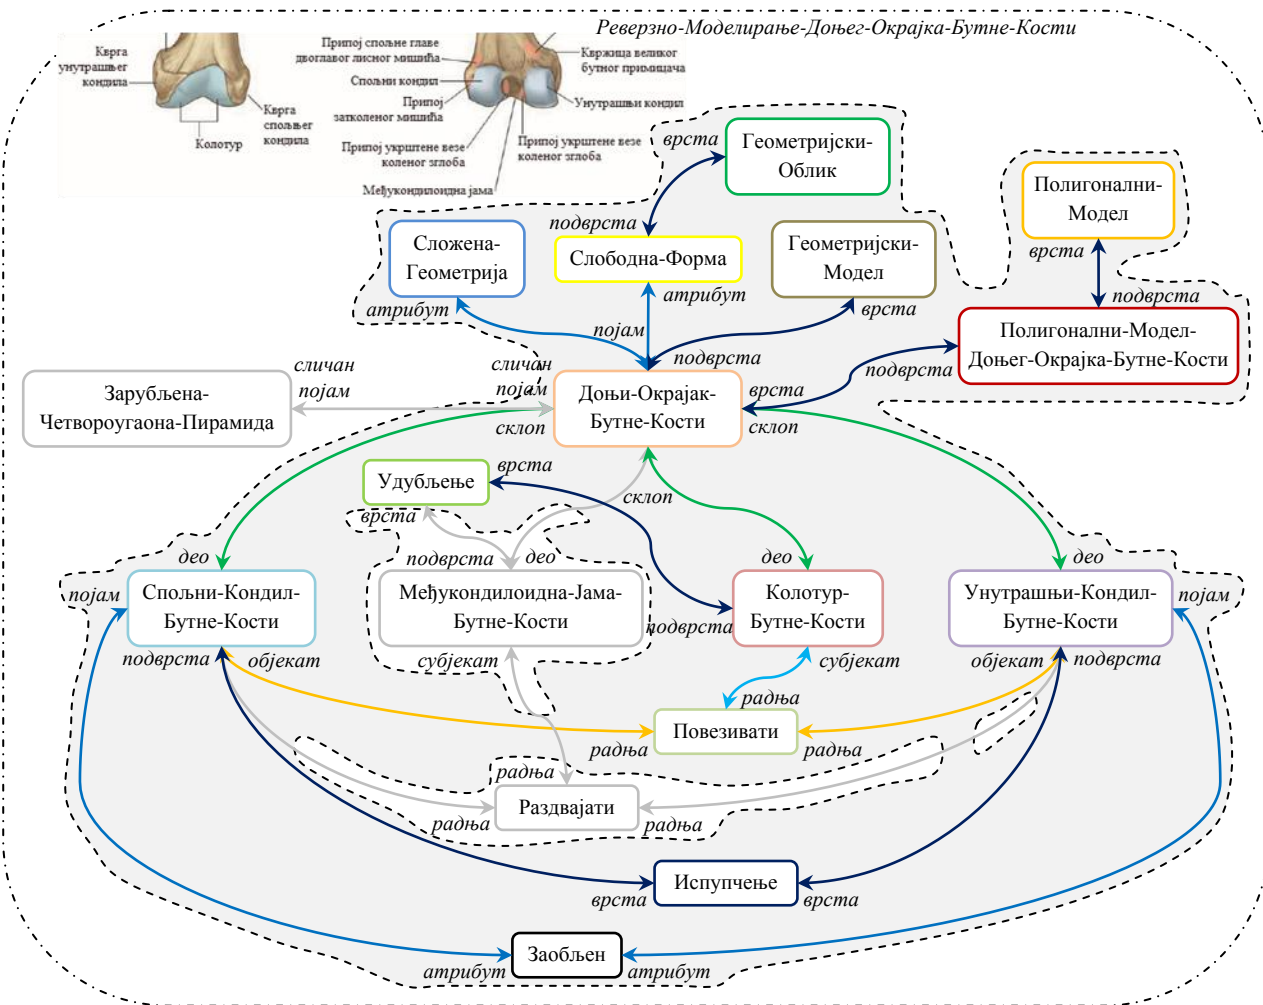 Реверзно-Моделирање-Доњег-Окрајка-Бутне-Кости
Кврга
унутрашњег
кондила
Колотур
Кврга
спољњег
кондила
Припој спољне главе
двоглавог лисног мишића
Спољни кондил
Припој
затколеног мишића
Припој укрштене везе
коленог зглоба
Међукондилоидна јама
Квржица великог
бутног примицача
Унутрашњи кондил
Припој укрштене везе
коленог зглоба
врста
Геометријски-
Облик
подврста
Полигонални-
Модел
врста
подврста
Сложена-
Геометрија
атрибут
Слободна-Форма
атрибут
Геометријски-
Модел
врста
појам
подврста
Полигонални-Модел-
Доњег-Окрајка-Бутне-Кости
подврста
Зарубљена-
Четвороугаона-Пирамида
сличан
појам
сличан
појам
склоп
Доњи-Окрајак-
Бутне-Кости
врста
склоп
склоп
Удубљење
врста
врста
подврста
део
део
део
део
појам
Спољни-Кондил-
Бутне-Кости
подврста
објекат
Међукондилоидна-Јама-
Бутне-Кости
субјекат
подврста
Колотур-
Бутне-Кости
субјекат
Унутрашњи-Кондил-
Бутне-Кости
појам
објекат
подврста
радња
Повезивати
радња
радња
радња
Раздвајати
радња
радња
Испупчење
врста
врста
Заобљен
атрибут
атрибут